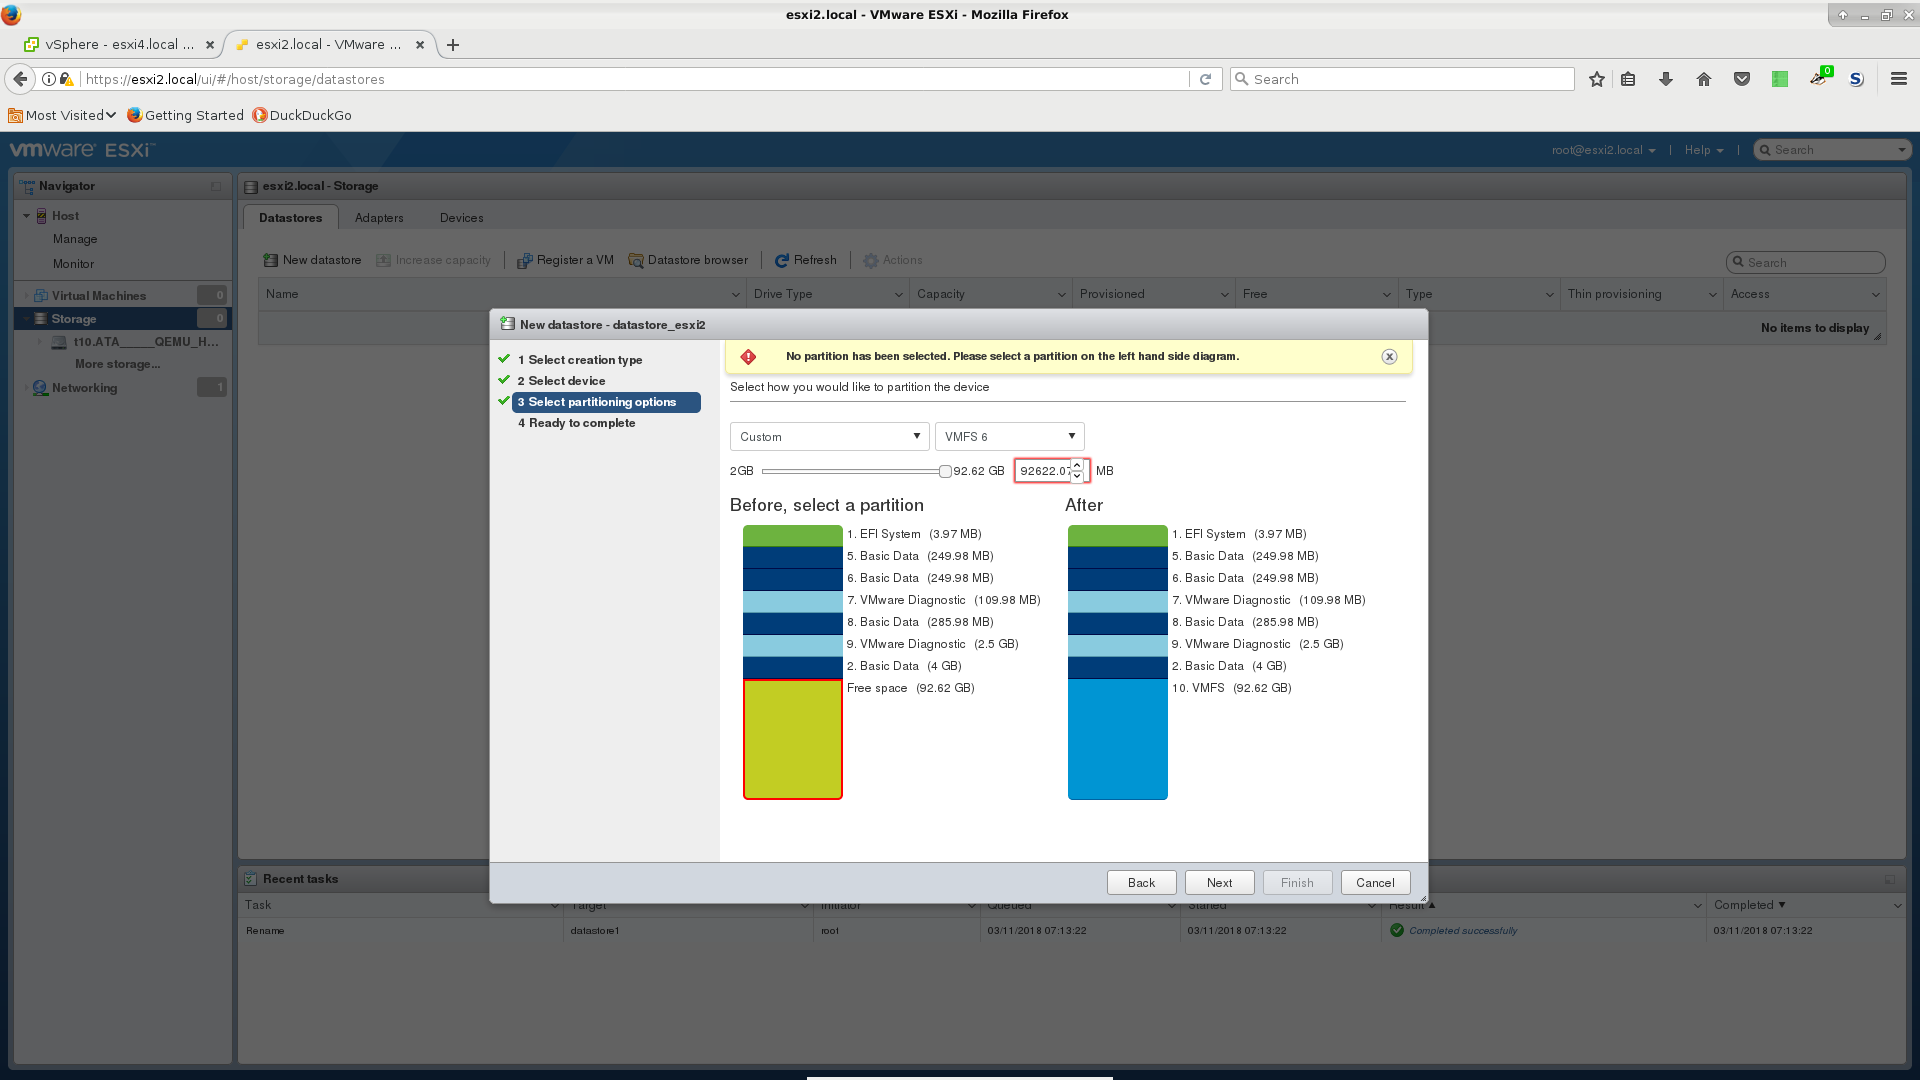 esxi2.local - VMware ESXi - Mozilla Firefox
vSphere - esxi4.local ...
esxi2.local - VMware ...
https://esxi2.local/ui/#/host/storage/datastores
Search
0
Most Visited
Getting Started
DuckDuckGo
vmware ESXi™
root@esxi2.local
|
Help
|
Search
Navigator
Host
Manage
Monitor
Virtual Machines
0
Storage
0
t10.ATA_____QEMU_H...
More storage...
Networking
1
esxi2.local - Storage
Datastores
Adapters
Devices
New datastore
Increase capacity
Register a VM
Datastore browser
Refresh
Actions
Search
Name
Drive Type
Capacity
Provisioned
Free
Type
Thin provisioning
Access
No items to display
New datastore - datastore_esxi2
1 Select creation type
2 Select device
3 Select partitioning options
4 Ready to complete
No partition has been selected. Please select a partition on the left hand side diagram.
Select how you would like to partition the device
Custom
VMFS 6
2GB
92.62 GB
92622.07
MB
Before, select a partition
1. EFI System (3.97 MB)
5. Basic Data (249.98 MB)
6. Basic Data (249.98 MB)
7. VMware Diagnostic (109.98 MB)
8. Basic Data (285.98 MB)
9. VMware Diagnostic (2.5 GB)
2. Basic Data (4 GB)
Free space (92.62 GB)
After
1. EFI System (3.97 MB)
5. Basic Data (249.98 MB)
6. Basic Data (249.98 MB)
7. VMware Diagnostic (109.98 MB)
8. Basic Data (285.98 MB)
9. VMware Diagnostic (2.5 GB)
2. Basic Data (4 GB)
10. VMFS (92.62 GB)
Back
Next
Finish
Cancel
Recent tasks
Task
Target
Initiator
Queued
Started
Result
Completed
Rename
datastore1
root
03/11/2018 07:13:22
03/11/2018 07:13:22
Completed successfully
03/11/2018 07:13:22